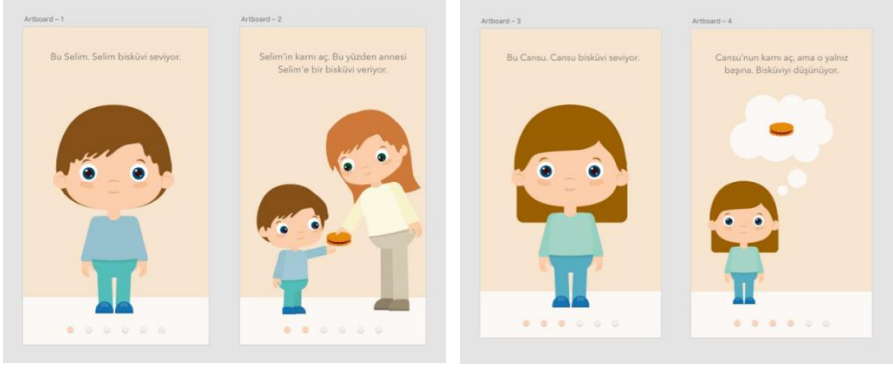 Artboard – 1
Bu Selim. Selim bisküvi seviyor.
Artboard – 2
Selim'in karnı aç. Bu yüzden annesi
Selim'e bir bisküvi veriyor.
Artboard – 3
Bu Cansu. Cansu bisküvi seviyor.
Artboard – 4
Cansu'nun karnı aç, ama o yalnız
başına. Bisküviyi düşünüyor.